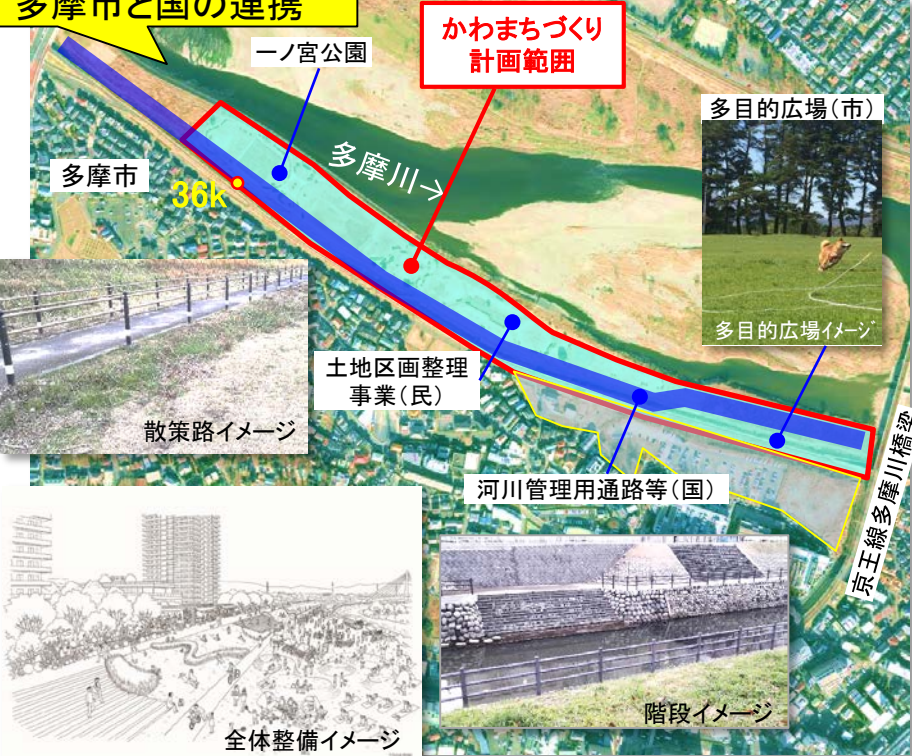 多摩市と国の連携
一ノ宮公園
かわまちづくり
計画範囲
多目的広場(市)
多摩市
多摩川→
36k
多目的広場イメージ
土地区画整理
事業(民)
散策路イメージ
河川管理用通路等(国)
京王線多摩川橋梁
全体整備イメージ
階段イメージ